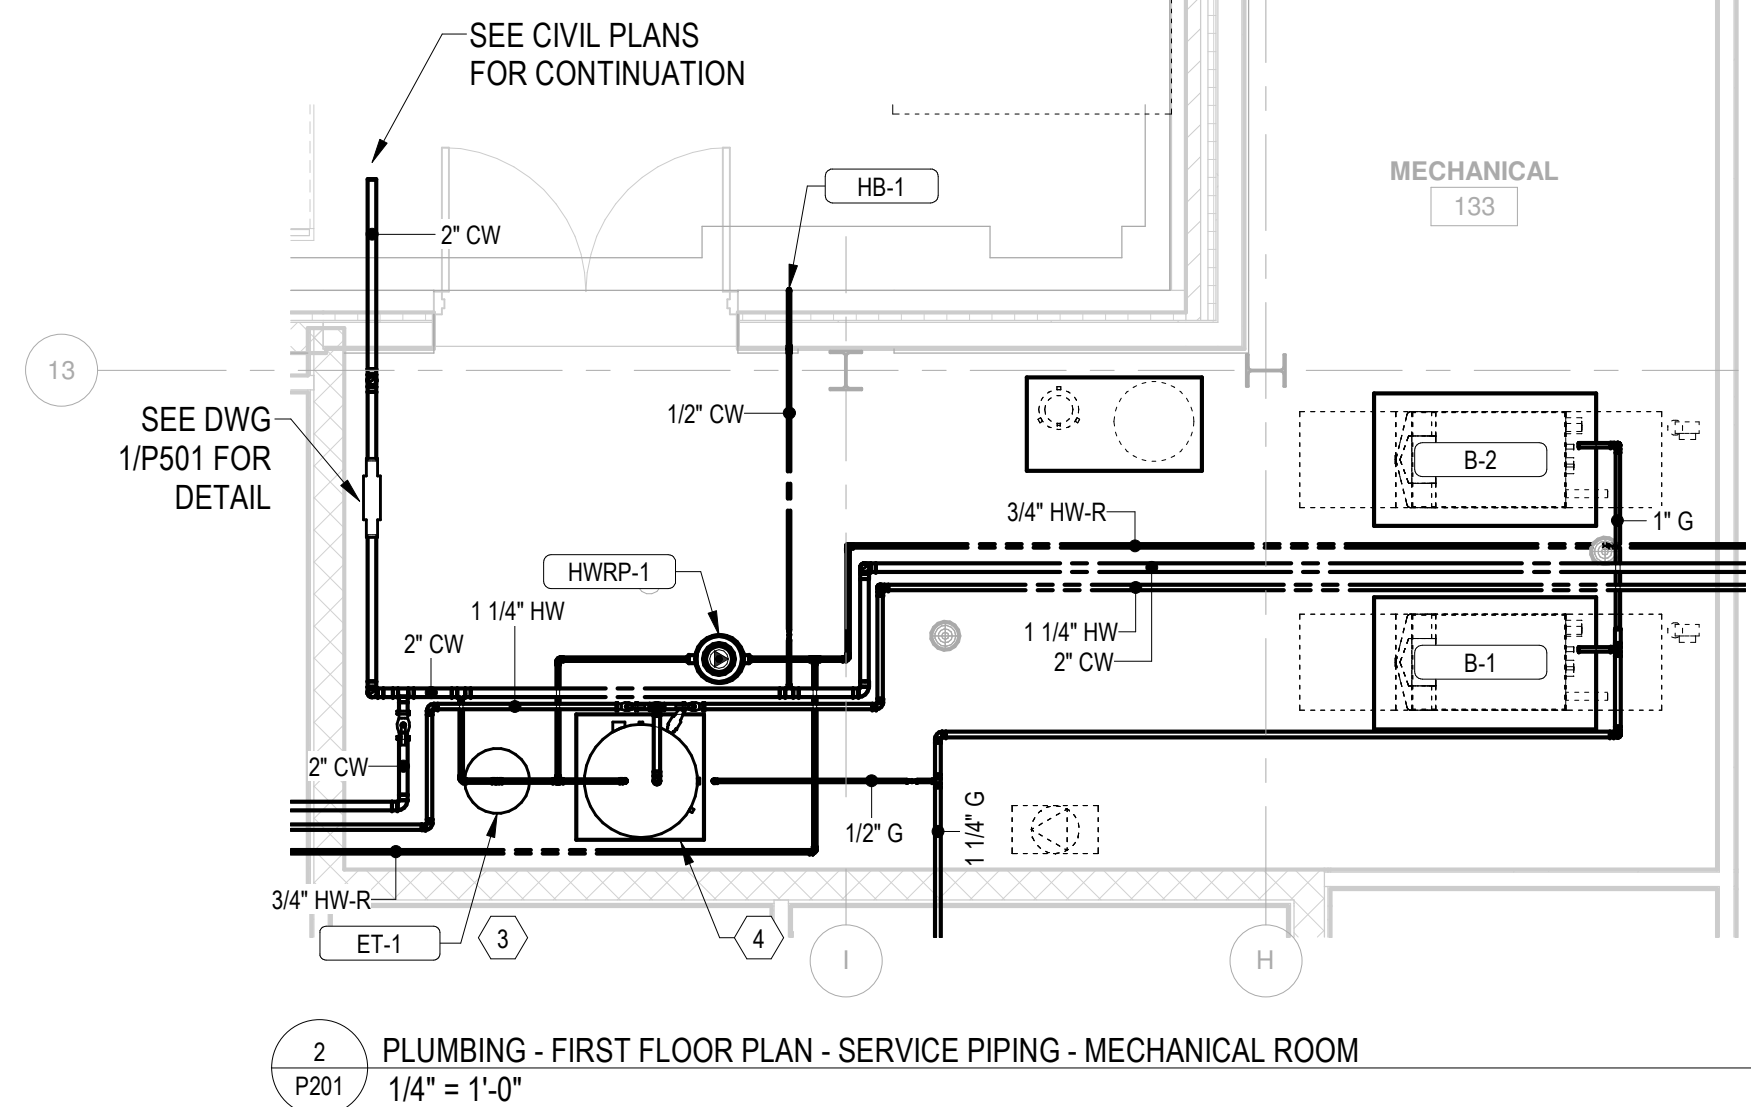 SEE CIVIL PLANS
FOR CONTINUATION
HB-1
MECHANICAL
133
2" CW
13
1/2" CW
SEE DWG
1/P501 FOR
DETAIL
B-2
3/4" HW-R
1" G
HWRP-1
1 1/4" HW
2" CW
1 1/4" HW
2" CW
B-1
2" CW
1/2" G
1 1/4" G
3/4" HW-R
ET-1
3
4
I
H
2
P201
PLUMBING - FIRST FLOOR PLAN - SERVICE PIPING - MECHANICAL ROOM
1/4" = 1'-0"